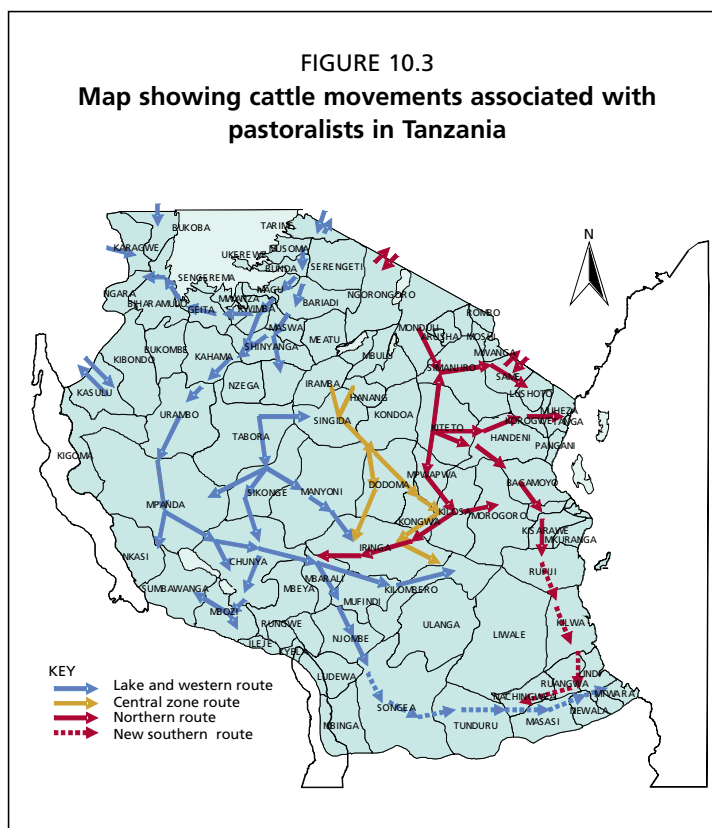 FIGURE 10.3
Map showing cattle movements associated with
pastoralists in Tanzania
N
BUKOBA
TARIME
KARAGWE
UKEREWE
MUSOMA
BUNDA
SERENGETI
SENGEREMA
NGARA
BIHARAMULO
MAGU
MWANZA
GEITA
KWIMBA
BARIADI
NGORONGORO
ROMBO
MASWA
MONDULI
ARUSHA
MOSHI
BUKOMBE
SHINYANGA
MEATU
MWANGA
KIBONDO
KAHAMA
MBULU
SIMANJIRO
SAME
KASULU
NZEGA
IRAMBA
HANANG
LUSHOTO
URAMBO
SINGIDA
KONDOA
KITETO
KOROGWE
MUHEZA
TANGA
TABORA
HANDENI
KIGOMA
PANGANI
MPWAPWA
DODOMA
BAGAMOYO
MPANDA
SIKONGE
MANYONI
KILOSA
KONGWA
MOROGORO
KISARAWE
IRINGA
MKURANGA
NKASI
CHUNYA
MBARALI
RUFIJI
SUMBAWANGA
MBEYA
KILOMBERO
MBOZI
MUFINDI
RUNGWE
ULANGA
LIWALE
KILWA
ILEJE
KYELA
NJOMBE
KEY
LUDEWA
LINDI
RUANGWA
Lake and western route
NACHINGWEA
MTWARA
Central zone route
SONGEA
NEWALA
Northern route
MBINGA
TUNDURU
MASASI
New southern route